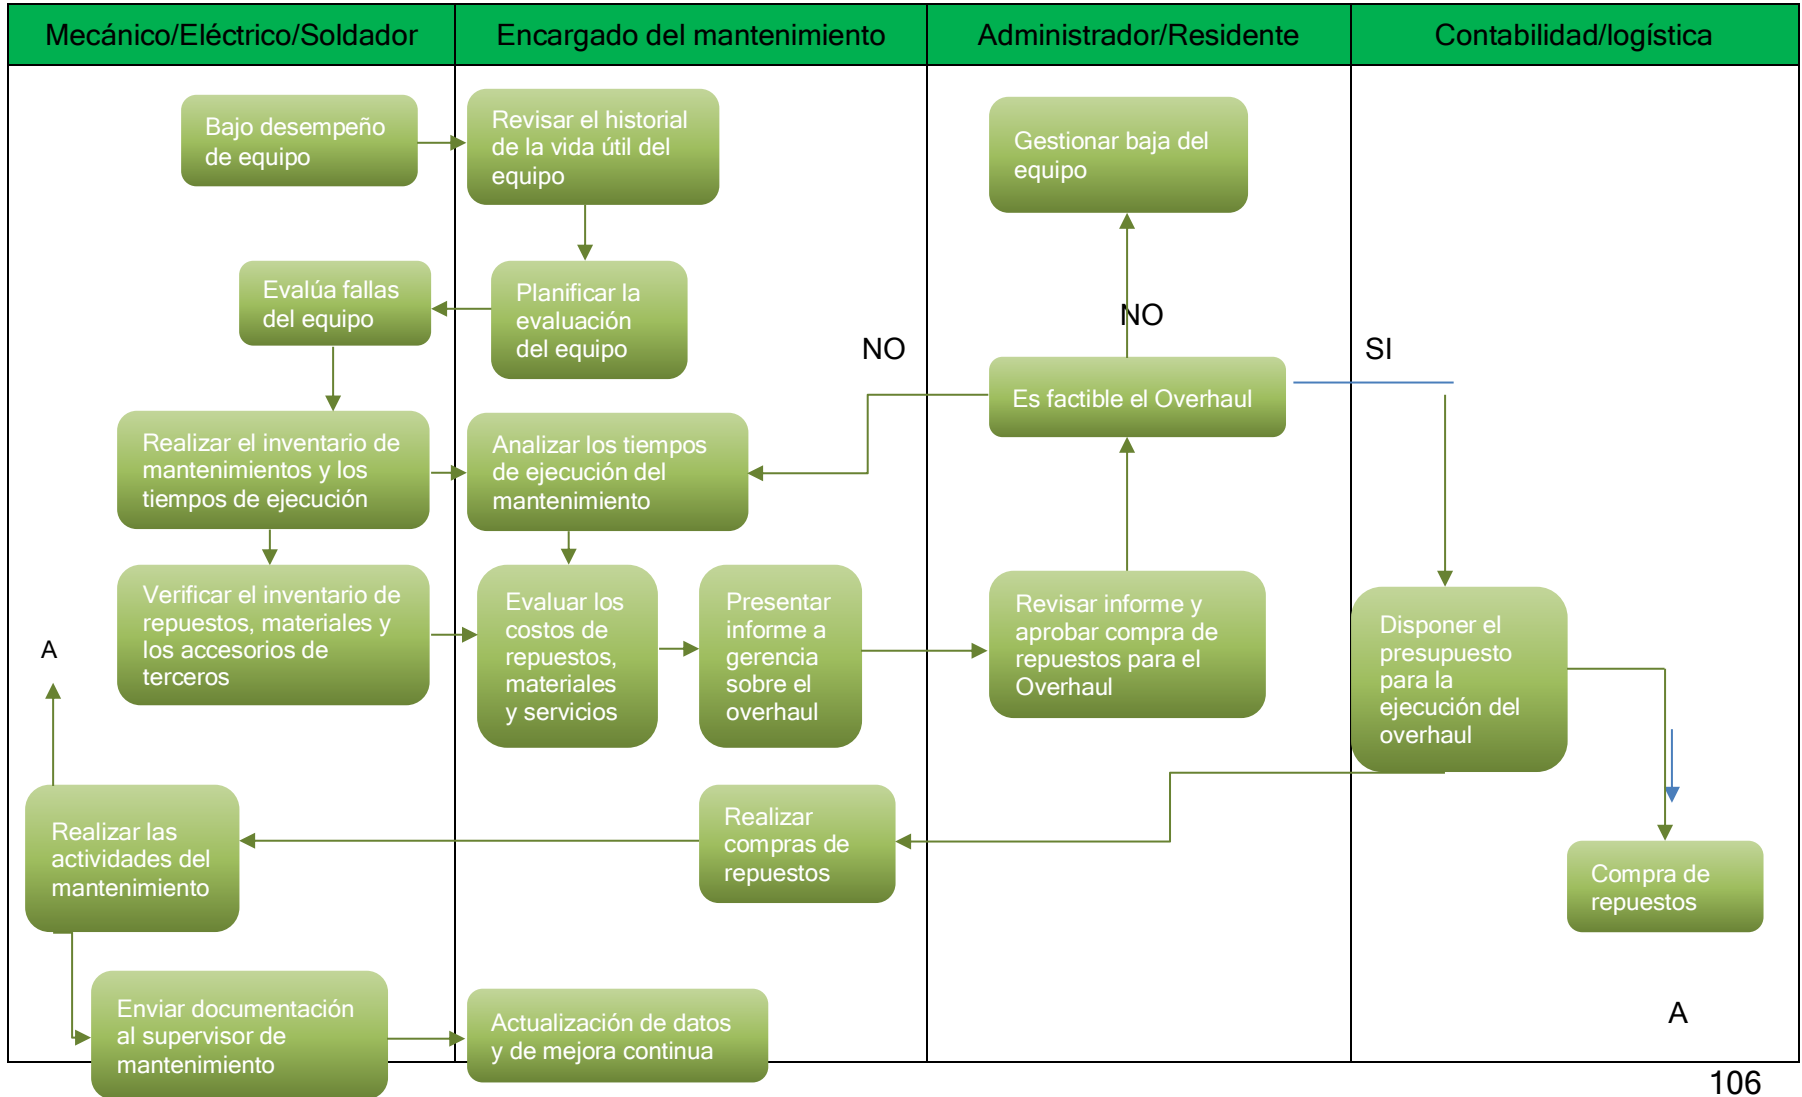 Mecánico/Eléctrico/Soldador
Encargado del mantenimiento
Administrador/Residente
Contabilidad/logística
Bajo desempeño
de equipo
Revisar el historial
de la vida útil del
equipo
Gestionar baja del
equipo
Evalúa fallas
del equipo
Planificar la
evaluación
del equipo
NO
NO
SI
Es factible el Overhaul
Realizar el inventario de
mantenimientos y los
tiempos de ejecución
Analizar los tiempos
de ejecución del
mantenimiento
Verificar el inventario de
repuestos, materiales y
los accesorios de
terceros
Evaluar los
costos de
repuestos,
materiales
y servicios
Presentar
informe a
gerencia
sobre el
overhaul
Revisar informe y
aprobar compra de
repuestos para el
Overhaul
Disponer el
presupuesto
para la
ejecución del
overhaul
A
Realizar las
actividades del
mantenimiento
Realizar
compras de
repuestos
Compra de
repuestos
Enviar documentación
al supervisor de
mantenimiento
Actualización de datos
y de mejora continua
A
106